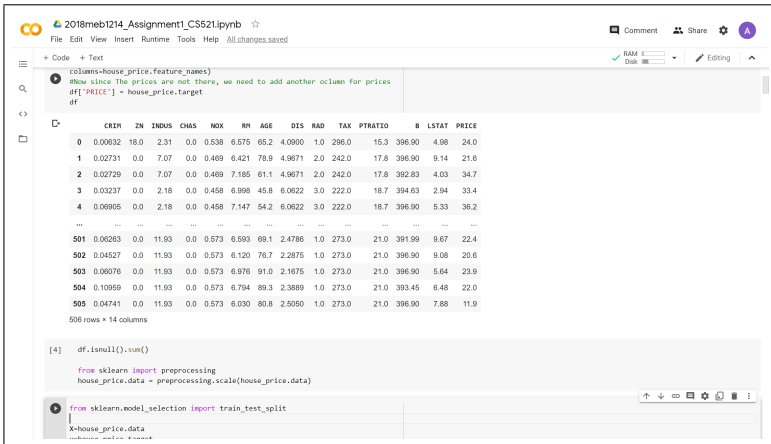 2018meb1214_Assignment1_CS521.ipynb
Comment Share A
File Edit View Insert Runtime Tools Help All changes saved
+ Code + Text
RAM
Disk
Editing
columns=house_price.feature_names)
#Now since The prices are not there, we need to add another oclumn for prices
df['PRICE'] = house_price.target
df
CRIM ZN INDUS CHAS NOX RM AGE DIS RAD TAX PTRATIO B LSTAT PRICE
0 0.00632 18.0 2.31 0.0 0.538 6.575 65.2 4.0900 1.0 296.0 15.3 396.90 4.98 24.0
1 0.02731 0.0 7.07 0.0 0.469 6.421 78.9 4.9671 2.0 242.0 17.8 396.90 9.14 21.6
2 0.02729 0.0 7.07 0.0 0.469 7.185 61.1 4.9671 2.0 242.0 17.8 392.83 4.03 34.7
3 0.03237 0.0 2.18 0.0 0.458 6.998 45.8 6.0622 3.0 222.0 18.7 394.63 2.94 33.4
4 0.06905 0.0 2.18 0.0 0.458 7.147 54.2 6.0622 3.0 222.0 18.7 396.90 5.33 36.2
... ... ... ... ... ... ... ... ... ... ... ... ... ... ...
501 0.06263 0.0 11.93 0.0 0.573 6.593 69.1 2.4786 1.0 273.0 21.0 391.99 9.67 22.4
502 0.04527 0.0 11.93 0.0 0.573 6.120 76.7 2.2875 1.0 273.0 21.0 396.90 9.08 20.6
503 0.06076 0.0 11.93 0.0 0.573 6.976 91.0 2.1675 1.0 273.0 21.0 396.90 5.64 23.9
504 0.10959 0.0 11.93 0.0 0.573 6.794 89.3 2.3889 1.0 273.0 21.0 393.45 6.48 22.0
505 0.04741 0.0 11.93 0.0 0.573 6.030 80.8 2.5050 1.0 273.0 21.0 396.90 7.88 11.9
506 rows × 14 columns
[4] df.isnull().sum()
from sklearn import preprocessing
house_price.data = preprocessing.scale(house_price.data)
from sklearn.model_selection import train_test_split
X=house_price.data
y=house_price.target